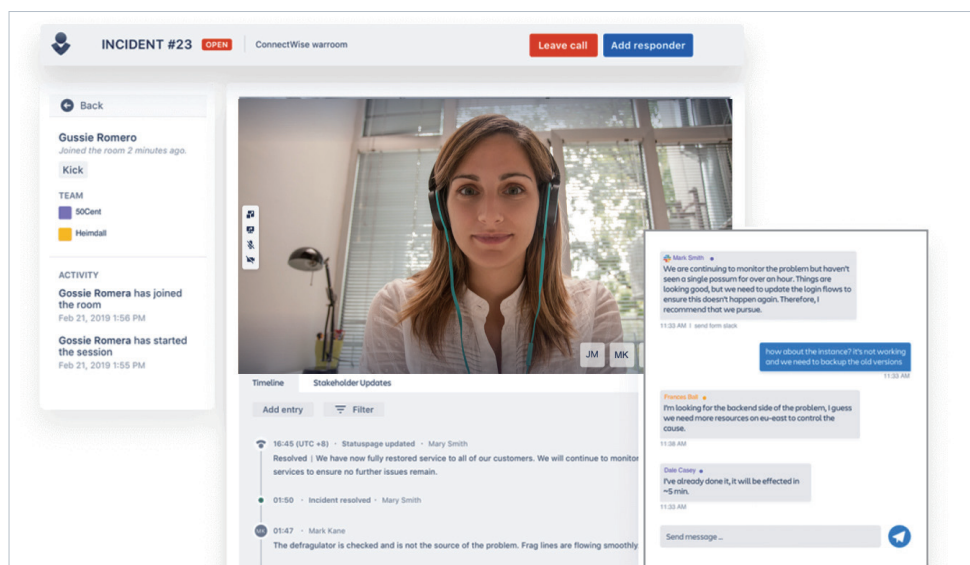 INCIDENT #23 OPEN ConnectWise warroom Leave call Add responder
Back
Gussie Romero
Joined the room 2 minutes ago.
Kick
TEAM
50Cent
Heimdall
ACTIVITY
Gossie Romera has joined
the room
Feb 21, 2019 1:56 PM
Gossie Romera has started
the session
Feb 21, 2019 1:55 PM
JM MK
Timeline Stakeholder Updates
Add entry Filter
16:45 (UTC +8) · Statuspage updated · Mary Smith
Resolved | We have now fully restored service to all of our customers. We will continue to monitor
services to ensure no further issues remain.
01:50 · Incident resolved · Mary Smith
MK 01:47 · Mark Kane
The defragulator is checked and is not the source of the problem. Frag lines are flowing smoothly
Mark Smith
We are continuing to monitor the problem but haven't
seen a single possum for over an hour. Things are
looking good, but we need to update the login flows to
ensure this doesn't happen again. Therefore, I
recommend that we pursue.
11:33 AM | send form slack
how about the instance? it's not working
and we need to backup the old versions
11:33 AM
Frances Ball
I'm looking for the backend side of the problem, I guess
we need more resources on eu-east to control the
cause.
11:38 AM
Dale Casey
I've already done it, it will be effected in
~5 min.
11:33 AM
Send message ...